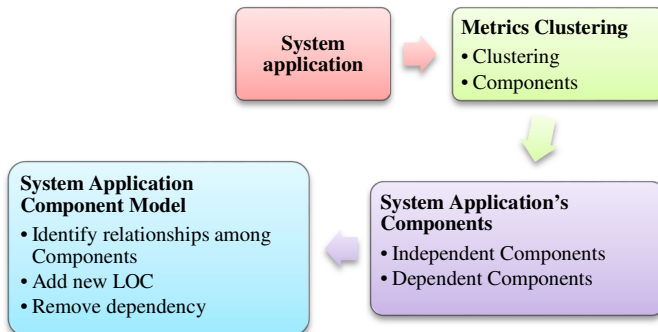 System
application
Metrics Clustering
• Clustering
• Components
System Application's
Components
• Independent Components
• Dependent Components
System Application
Component Model
• Identify relationships among
Components
• Add new LOC
• Remove dependency